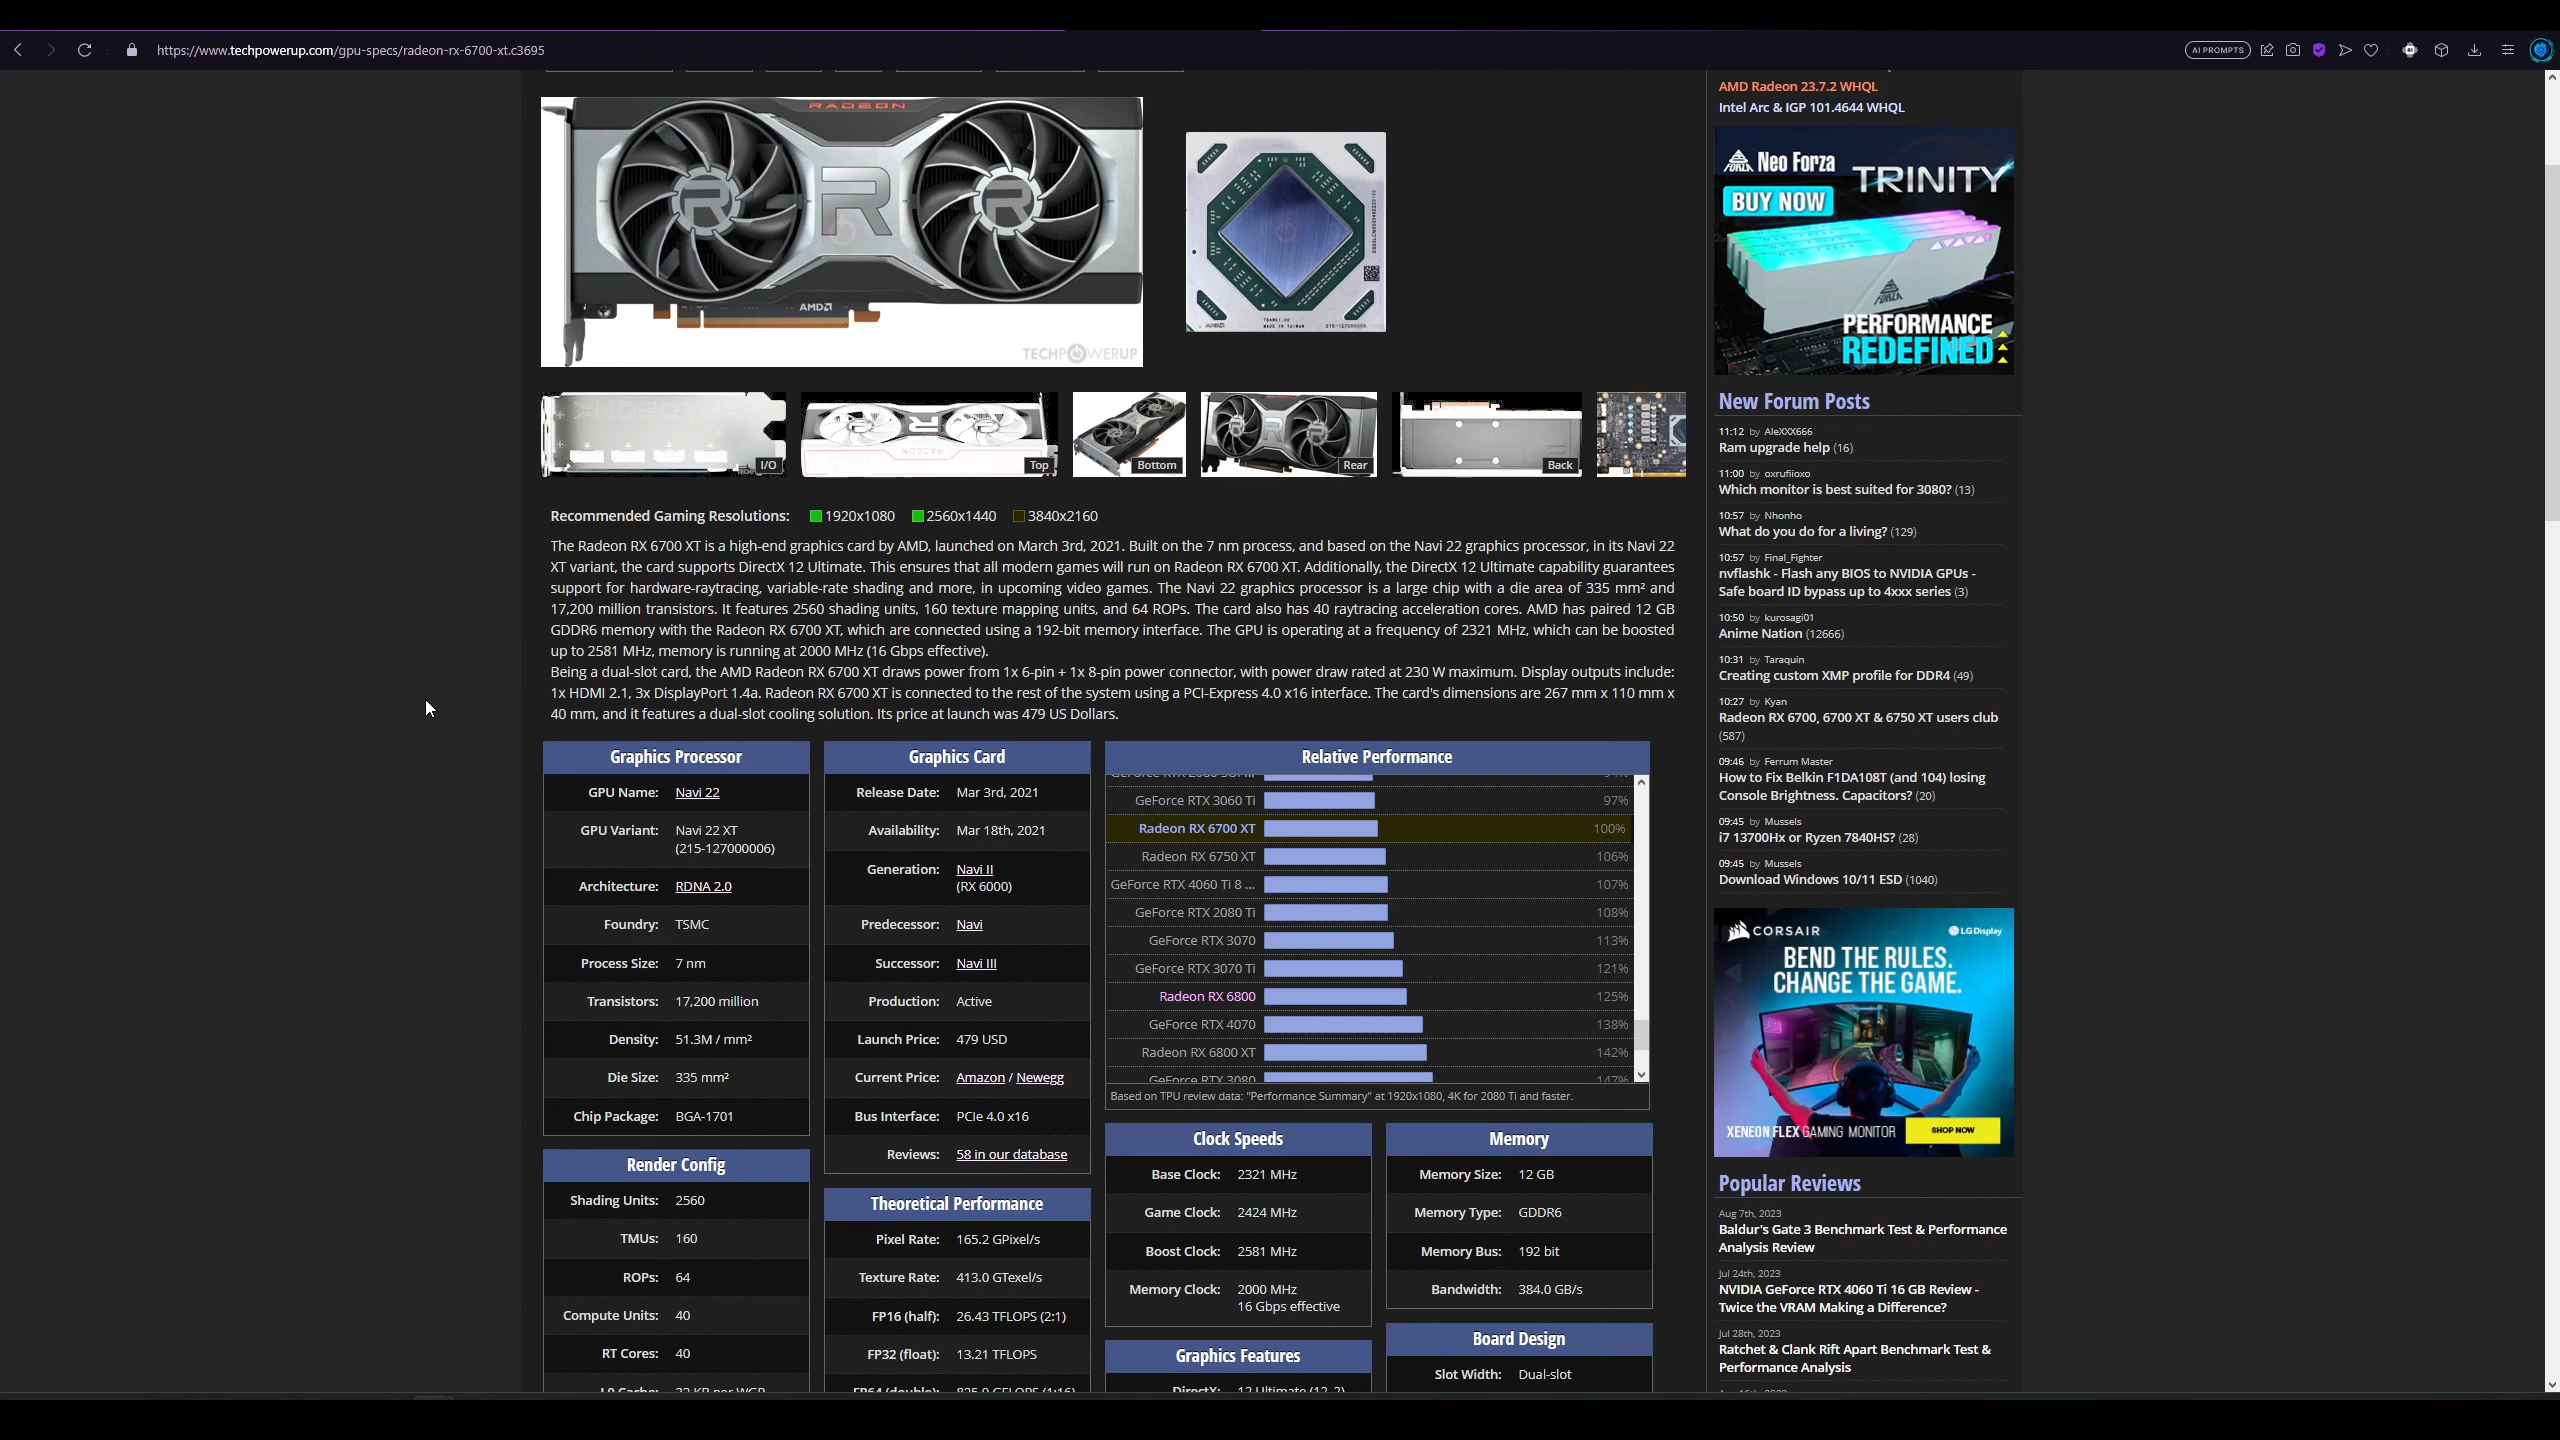 https://www.techpowerup.com/gpu-specs/radeon-rx-6700-xt.c3695
AI PROMPTS
RADEON
R
R
R
AMD
TECHPOWERUP
AMD
MADE IN TAIWAN
I/O
Top
Bottom
Rear
Back
Recommended Gaming Resolutions: 1920x1080 2560x1440 3840x2160
The Radeon RX 6700 XT is a high-end graphics card by AMD, launched on March 3rd, 2021. Built on the 7 nm process, and based on the Navi 22 graphics processor, in its Navi 22
XT variant, the card supports DirectX 12 Ultimate. This ensures that all modern games will run on Radeon RX 6700 XT. Additionally, the DirectX 12 Ultimate capability guarantees
support for hardware-raytracing, variable-rate shading and more, in upcoming video games. The Navi 22 graphics processor is a large chip with a die area of 335 mm² and
17,200 million transistors. It features 2560 shading units, 160 texture mapping units, and 64 ROPs. The card also has 40 raytracing acceleration cores. AMD has paired 12 GB
GDDR6 memory with the Radeon RX 6700 XT, which are connected using a 192-bit memory interface. The GPU is operating at a frequency of 2321 MHz, which can be boosted
up to 2581 MHz, memory is running at 2000 MHz (16 Gbps effective).
Being a dual-slot card, the AMD Radeon RX 6700 XT draws power from 1x 6-pin + 1x 8-pin power connector, with power draw rated at 230 W maximum. Display outputs include:
1x HDMI 2.1, 3x DisplayPort 1.4a. Radeon RX 6700 XT is connected to the rest of the system using a PCI-Express 4.0 x16 interface. The card's dimensions are 267 mm x 110 mm x
40 mm, and it features a dual-slot cooling solution. Its price at launch was 479 US Dollars.
Graphics Processor
GPU Name: Navi 22
GPU Variant: Navi 22 XT
(215-127000006)
Architecture: RDNA 2.0
Foundry: TSMC
Process Size: 7 nm
Transistors: 17,200 million
Density: 51.3M / mm²
Die Size: 335 mm²
Chip Package: BGA-1701
Render Config
Shading Units: 2560
TMUs: 160
ROPs: 64
Compute Units: 40
RT Cores: 40
L0 Cache: 32 KB per WGP
Graphics Card
Release Date: Mar 3rd, 2021
Availability: Mar 18th, 2021
Generation: Navi II
(RX 6000)
Predecessor: Navi
Successor: Navi III
Production: Active
Launch Price: 479 USD
Current Price: Amazon / Newegg
Bus Interface: PCIe 4.0 x16
Reviews: 58 in our database
Theoretical Performance
Pixel Rate: 165.2 GPixel/s
Texture Rate: 413.0 GTexel/s
FP16 (half): 26.43 TFLOPS (2:1)
FP32 (float): 13.21 TFLOPS
FP64 (double): 825.9 GFLOPS (1:16)
Relative Performance
GeForce RTX 3060 Ti 97%
Radeon RX 6700 XT 100%
Radeon RX 6750 XT 106%
GeForce RTX 4060 Ti 8 ... 107%
GeForce RTX 2080 Ti 108%
GeForce RTX 3070 113%
GeForce RTX 3070 Ti 121%
Radeon RX 6800 125%
GeForce RTX 4070 138%
Radeon RX 6800 XT 142%
GeForce RTX 3080 147%
Based on TPU review data: "Performance Summary" at 1920x1080, 4K for 2080 Ti and faster.
Clock Speeds
Base Clock: 2321 MHz
Game Clock: 2424 MHz
Boost Clock: 2581 MHz
Memory Clock: 2000 MHz
16 Gbps effective
Graphics Features
DirectX: 12 Ultimate (12_2)
Memory
Memory Size: 12 GB
Memory Type: GDDR6
Memory Bus: 192 bit
Bandwidth: 384.0 GB/s
Board Design
Slot Width: Dual-slot
AMD Radeon 23.7.2 WHQL
Intel Arc & IGP 101.4644 WHQL
FORZA
Neo Forza
TRINITY
BUY NOW
FORZA
PERFORMANCE
REDEFINED
New Forum Posts
11:12 by AleXXX666
Ram upgrade help (16)
11:00 by oxrufiioxo
Which monitor is best suited for 3080? (13)
10:57 by Nhonho
What do you do for a living? (129)
10:57 by Final_Fighter
nvflashk - Flash any BIOS to NVIDIA GPUs -
Safe board ID bypass up to 4xxx series (3)
10:50 by kurosagi01
Anime Nation (12666)
10:31 by Taraquin
Creating custom XMP profile for DDR4 (49)
10:27 by Kyan
Radeon RX 6700, 6700 XT & 6750 XT users club
(587)
09:46 by Ferrum Master
How to Fix Belkin F1DA108T (and 104) losing
Console Brightness. Capacitors? (20)
09:45 by Mussels
i7 13700Hx or Ryzen 7840HS? (28)
09:45 by Mussels
Download Windows 10/11 ESD (1040)
CORSAIR
LG Display
BEND THE RULES.
CHANGE THE GAME.
XENEON FLEX GAMING MONITOR
SHOP NOW
Popular Reviews
Aug 7th, 2023
Baldur's Gate 3 Benchmark Test & Performance
Analysis Review
Jul 24th, 2023
NVIDIA GeForce RTX 4060 Ti 16 GB Review -
Twice the VRAM Making a Difference?
Jul 28th, 2023
Ratchet & Clank Rift Apart Benchmark Test &
Performance Analysis